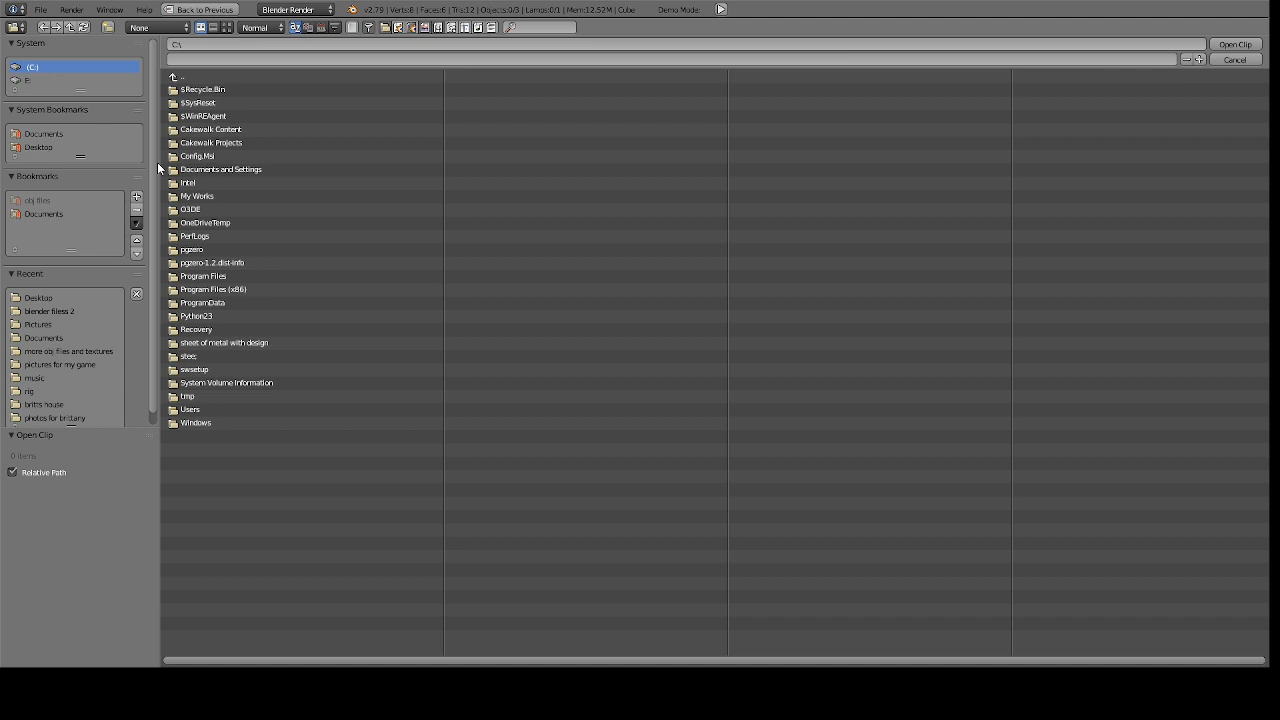 File Render Window Help Back to Previous Blender Render v2.79 | Verts:8 | Faces:6 | Tris:12 | Objects:0/3 | Lamps:0/1 | Mem:12.52M | Cube Demo Mode:
None Normal
System
(C:)
E:
System Bookmarks
Documents
Desktop
Bookmarks
obj files
Documents
Recent
Desktop
blender filess 2
Pictures
Documents
more obj files and textures
pictures for my game
music
rig
britts house
photos for brittany
Open Clip
0 items
Relative Path
C:\
Open Clip
Cancel
..
$Recycle.Bin
$SysReset
$WinREAgent
Cakewalk Content
Cakewalk Projects
Config.Msi
Documents and Settings
Intel
My Works
O3DE
OneDriveTemp
PerfLogs
pgzero
pgzero-1.2.dist-info
Program Files
Program Files (x86)
ProgramData
Python23
Recovery
sheet of metal with design
stee;
swsetup
System Volume Information
tmp
Users
Windows